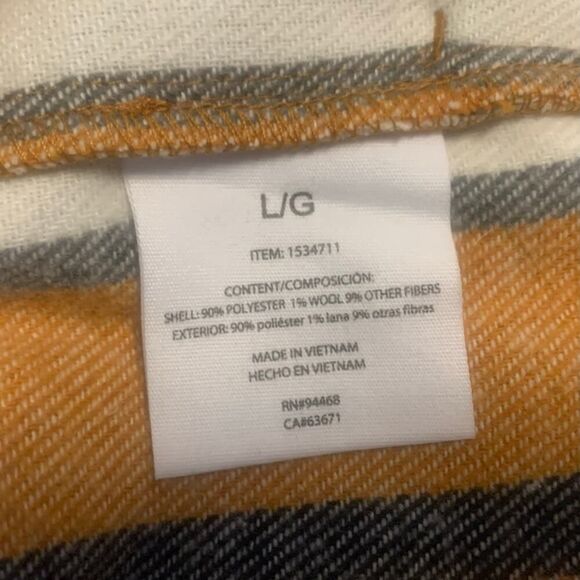 L/G
ITEM: 1534711
CONTENT/COMPOSICIÓN:
SHELL: 90% POLYESTER 1% WOOL 9% OTHER FIBERS
EXTERIOR: 90% poliéster 1% lana 9% otras fibras
MADE IN VIETNAM
HECHO EN VIETNAM
RN#94468
CA#63671